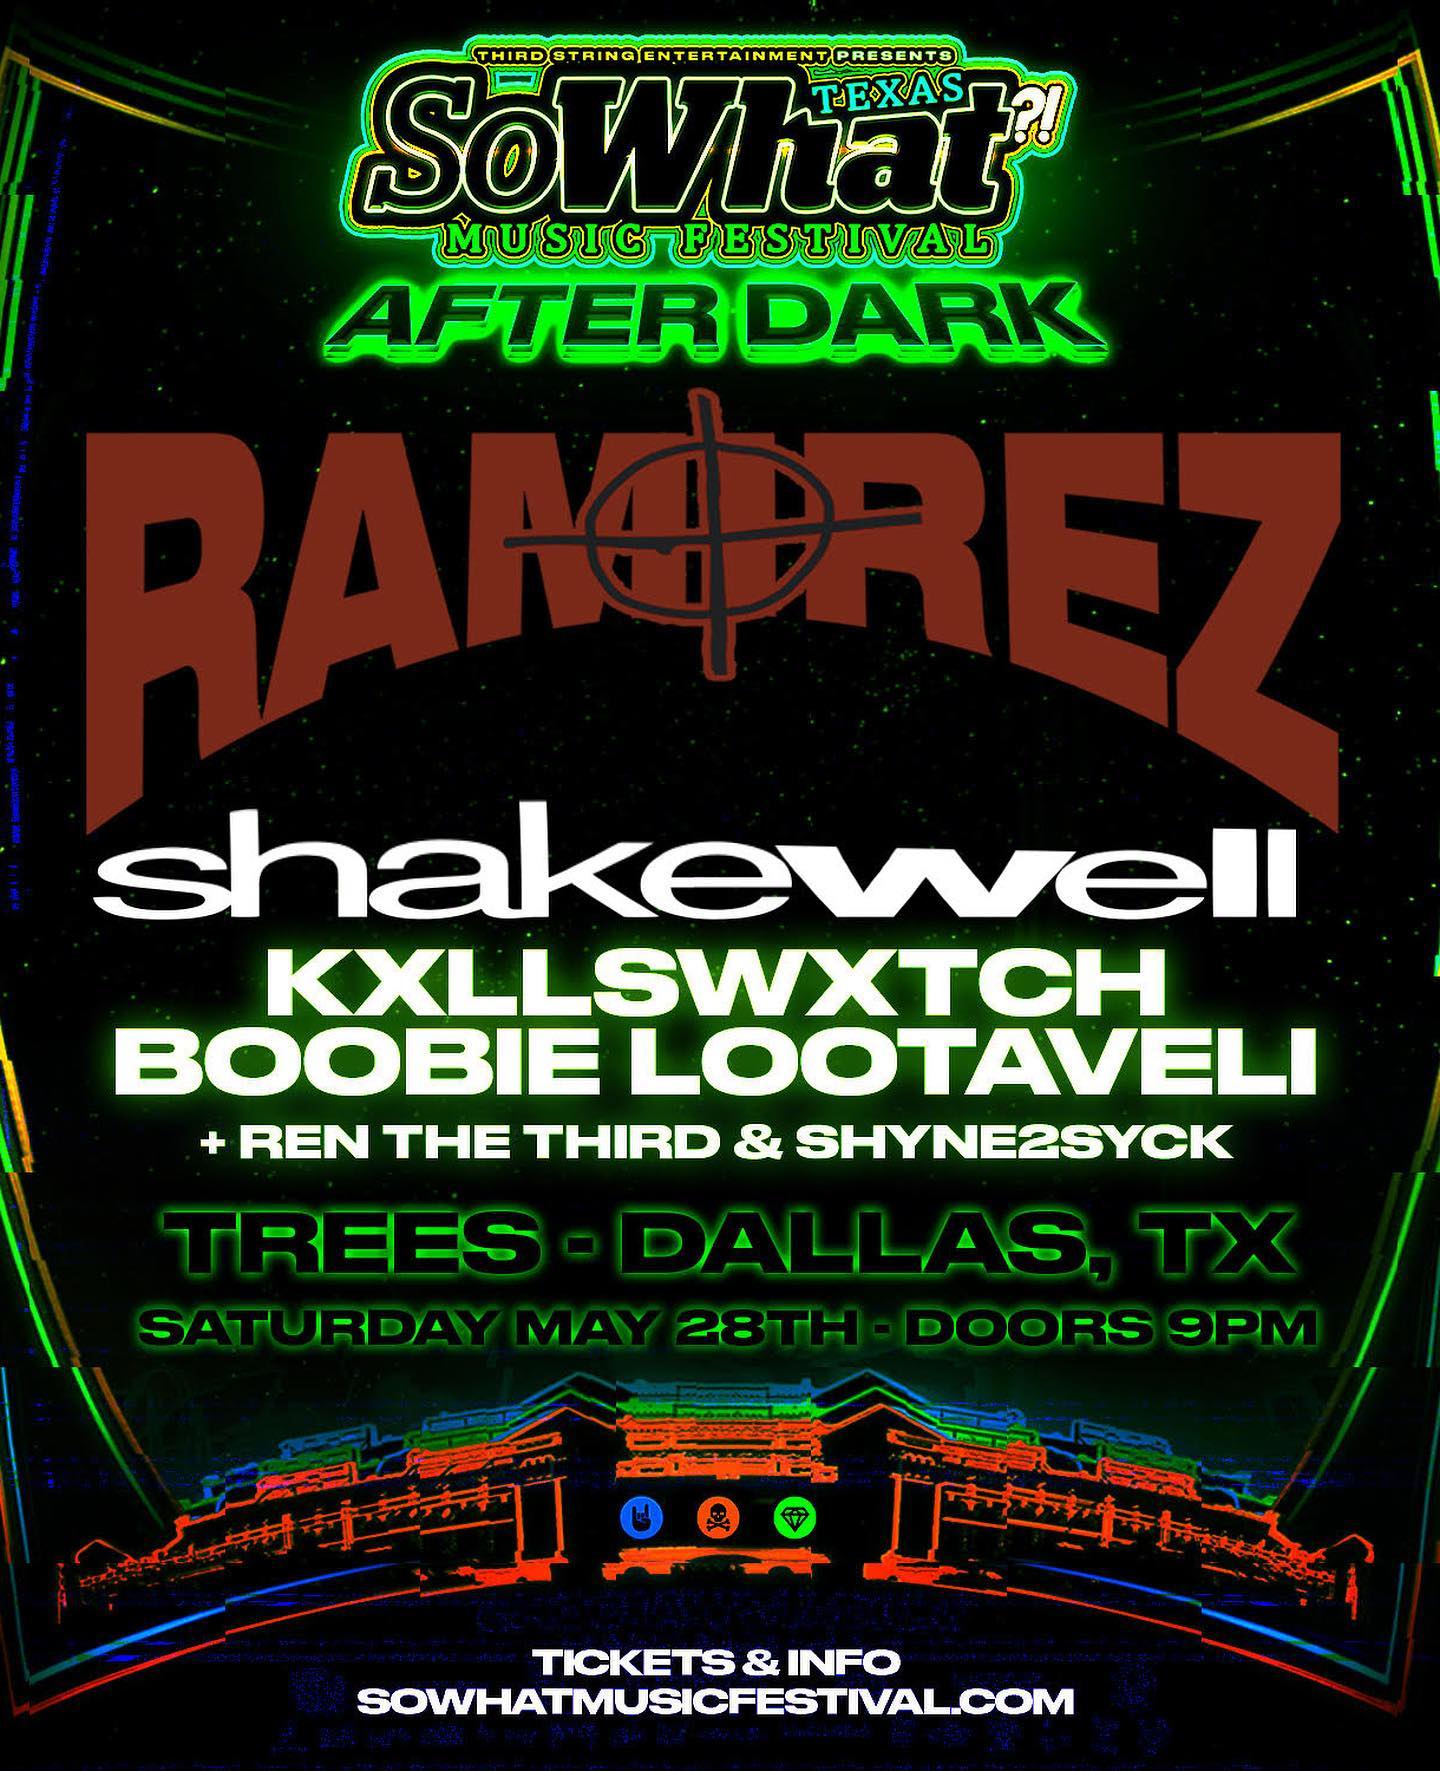 THIRD STRING ENTERTAINMENT PRESENTS
TEXAS
SoWhat?!
MUSIC FESTIVAL
AFTER DARK
RAMIREZ
shakewell
KXLLSWXTCH
BOOBIE LOOTAVELI
+ REN THE THIRD & SHYNE2SYCK
TREES - DALLAS, TX
SATURDAY MAY 28TH - DOORS 9PM
TICKETS & INFO
SOWHATMUSICFESTIVAL.COM